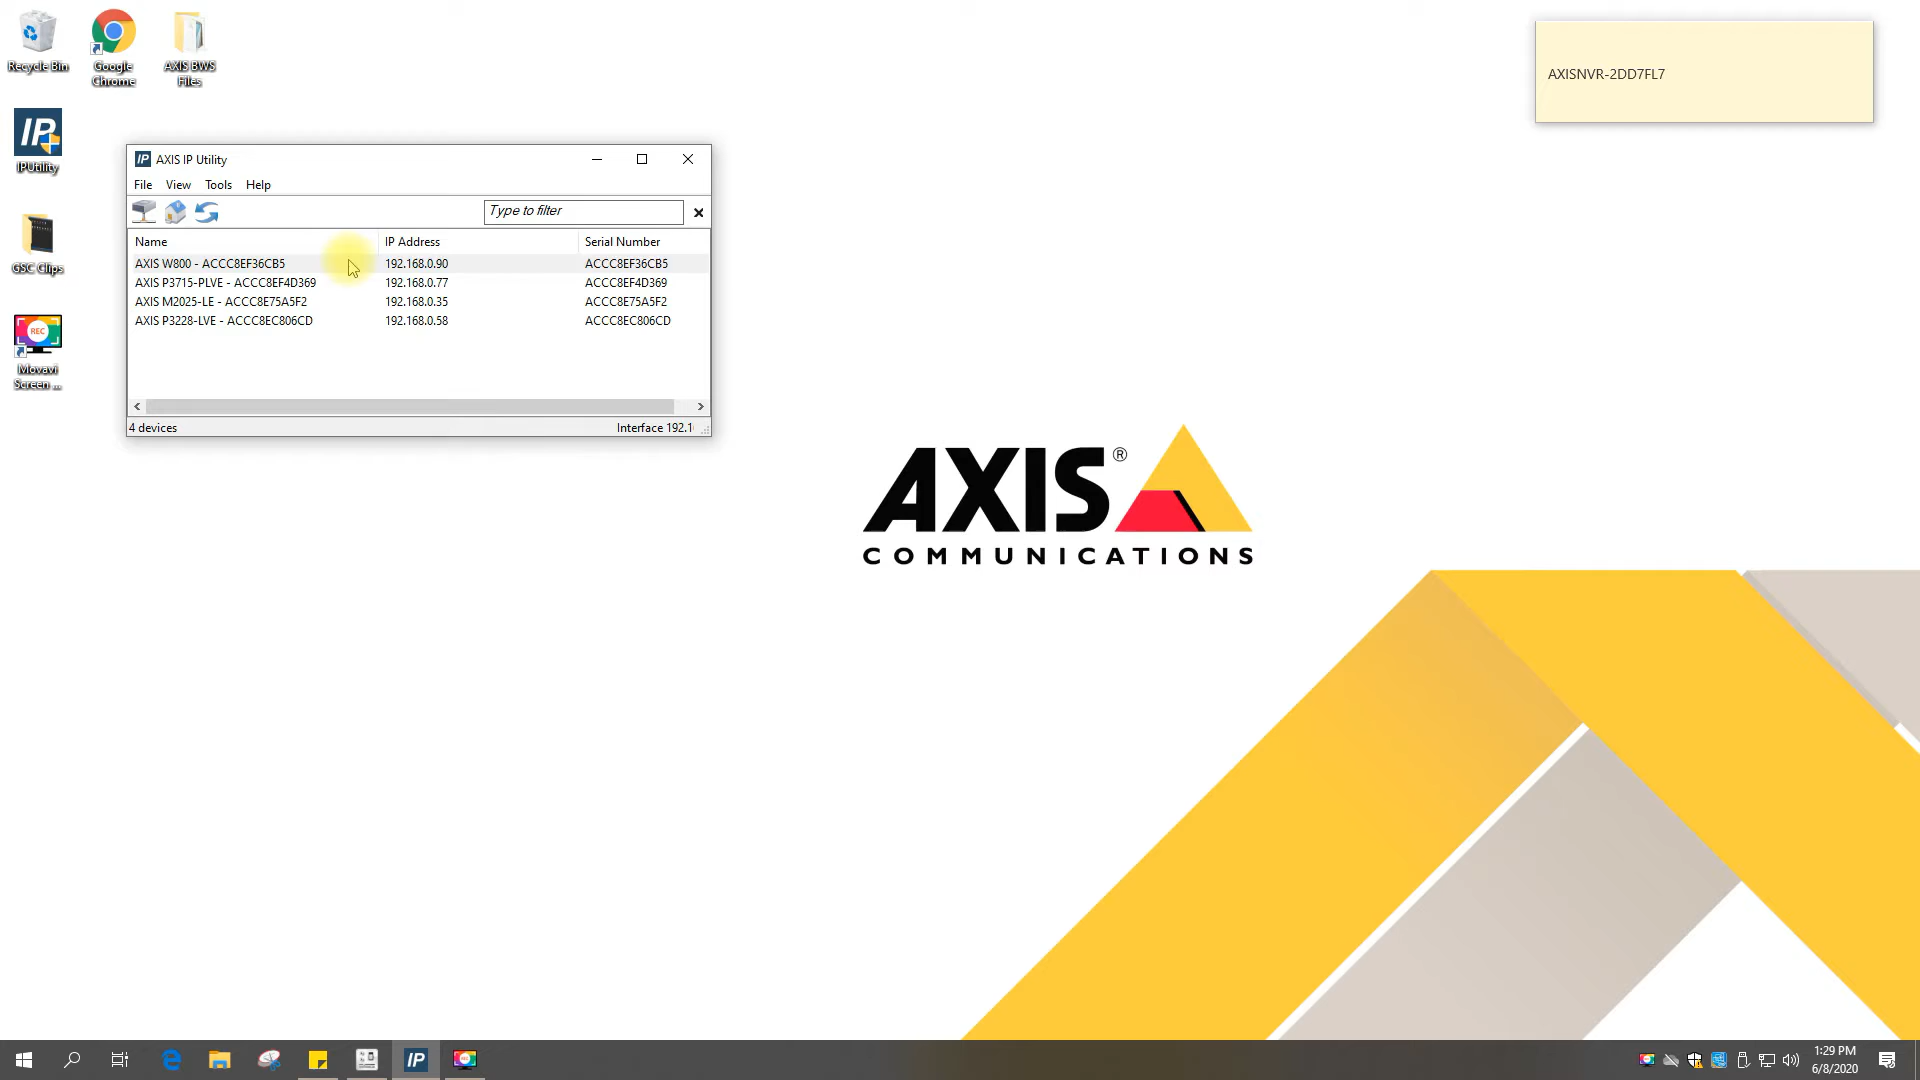 Recycle Bin
Google
Chrome
AXIS BWS
Files
IP
IPUtility
GSC Clips
REC
Movavi
Screen ...
AXISNVR-2DD7FL7
IP AXIS IP Utility
File View Tools Help
Type to filter
Name IP Address Serial Number
AXIS W800 - ACCC8EF36CB5 192.168.0.90 ACCC8EF36CB5
AXIS P3715-PLVE - ACCC8EF4D369 192.168.0.77 ACCC8EF4D369
AXIS M2025-LE - ACCC8E75A5F2 192.168.0.35 ACCC8E75A5F2
AXIS P3228-LVE - ACCC8EC806CD 192.168.0.58 ACCC8EC806CD
4 devices Interface 192.1
AXIS®
COMMUNICATIONS
IP
1:29 PM
6/8/2020